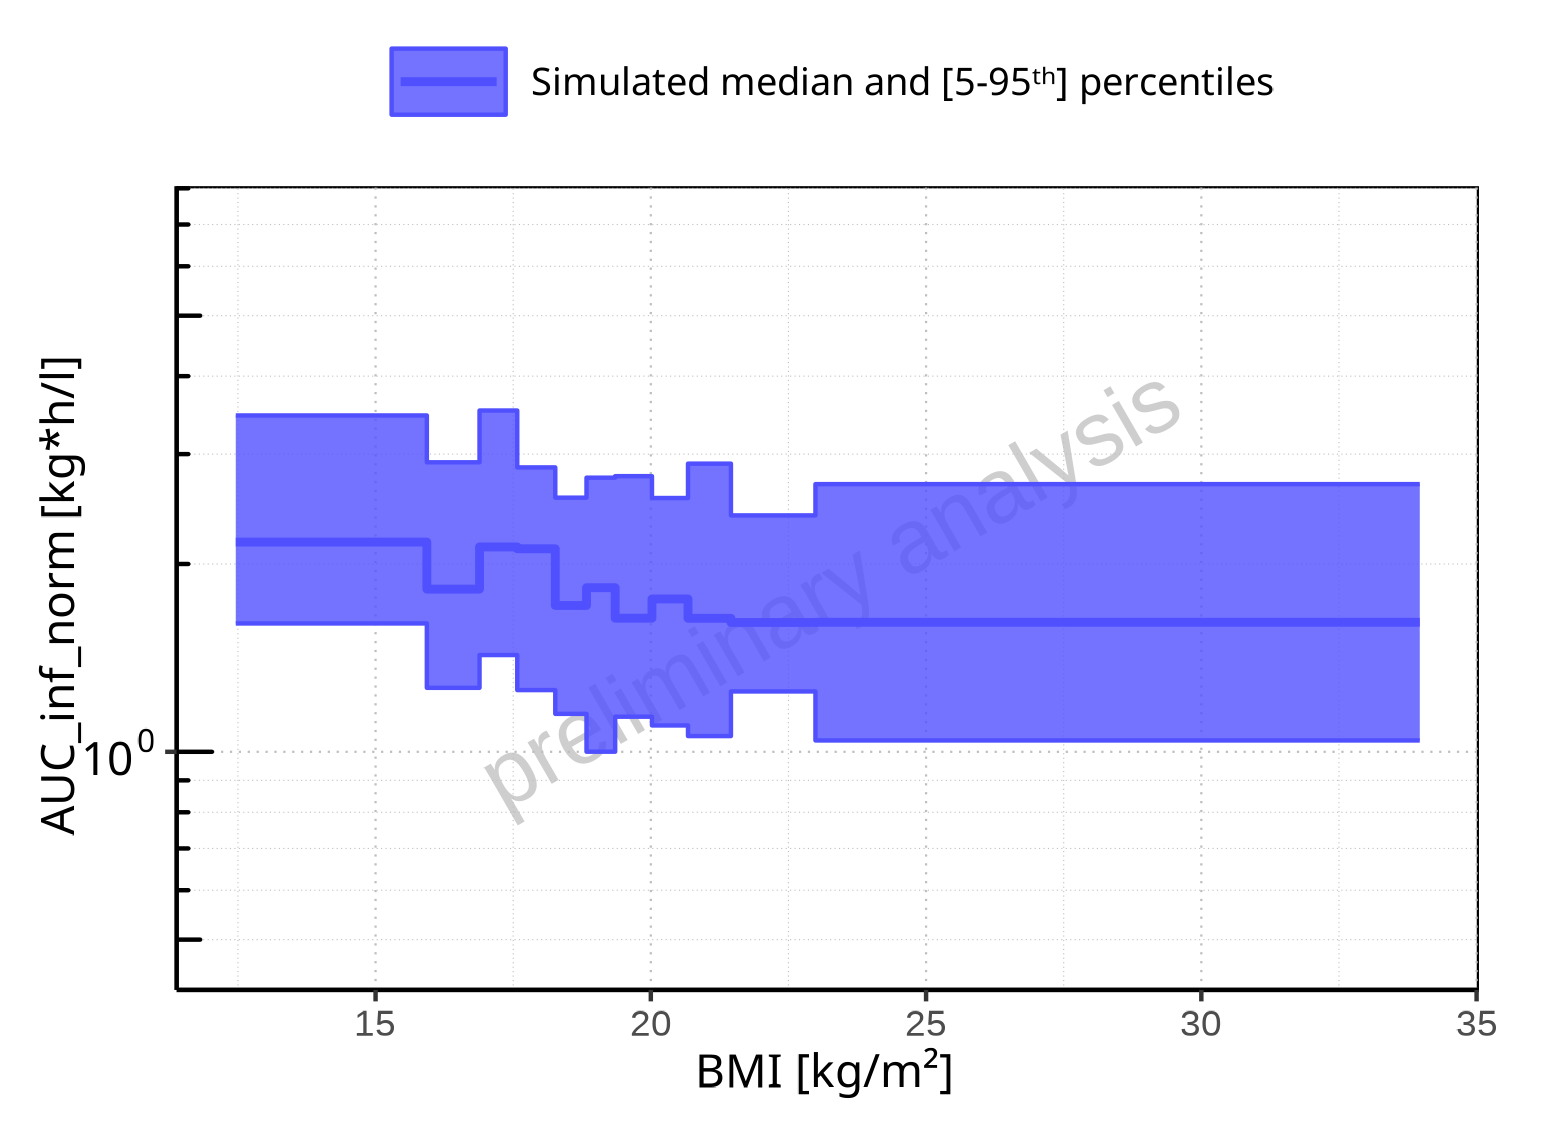 Simulated median and [5-95ᵗʰ] percentiles
AUC_inf_norm [kg*h/l]
10⁰
preliminary analysis
15 20 25 30 35
BMI [kg/m²]